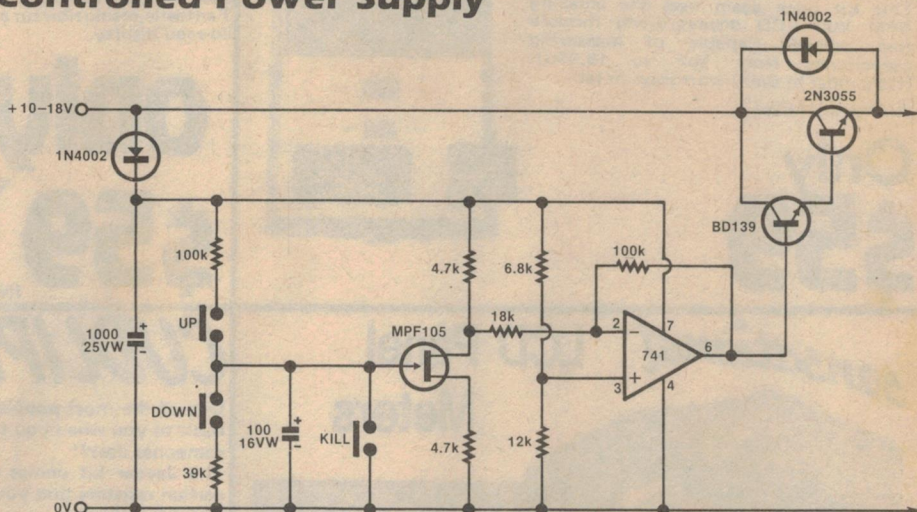 Controlled Power Supply
1N4002
2N3055
+10–18V
1N4002
BD139
100k
4.7k
6.8k
100k
UP
1000
25VW
+
-
MPF105
18k
2
-
7
741
6
+
3
4
DOWN
100
16VW
+
-
KILL
39k
4.7k
12k
0V